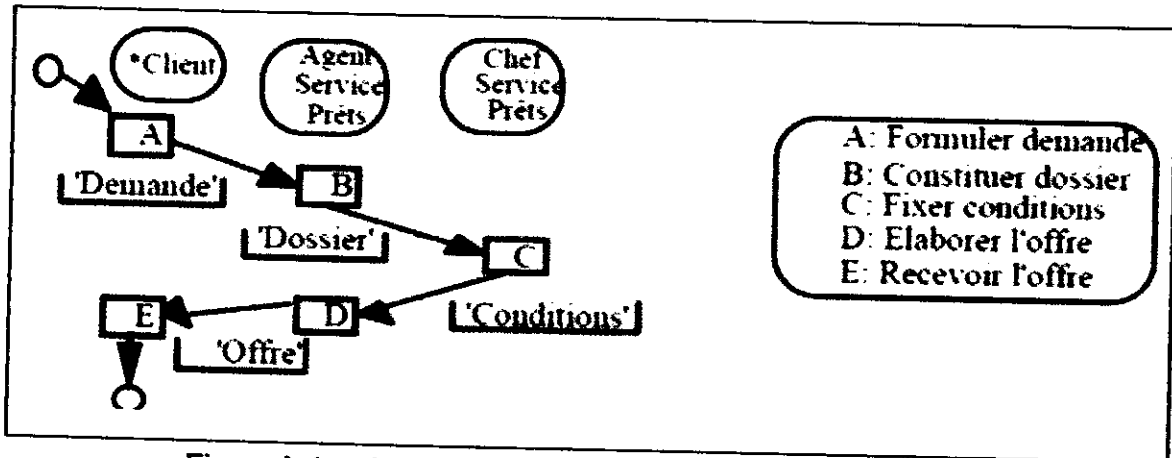 *Client
Agent
Service
Prêts
Chef
Service
Prêts
A
'Demande'
B
'Dossier'
C
'Conditions'
D
'Offre'
E
A: Formuler demande
B: Constituer dossier
C: Fixer conditions
D: Elaborer l'offre
E: Recevoir l'offre